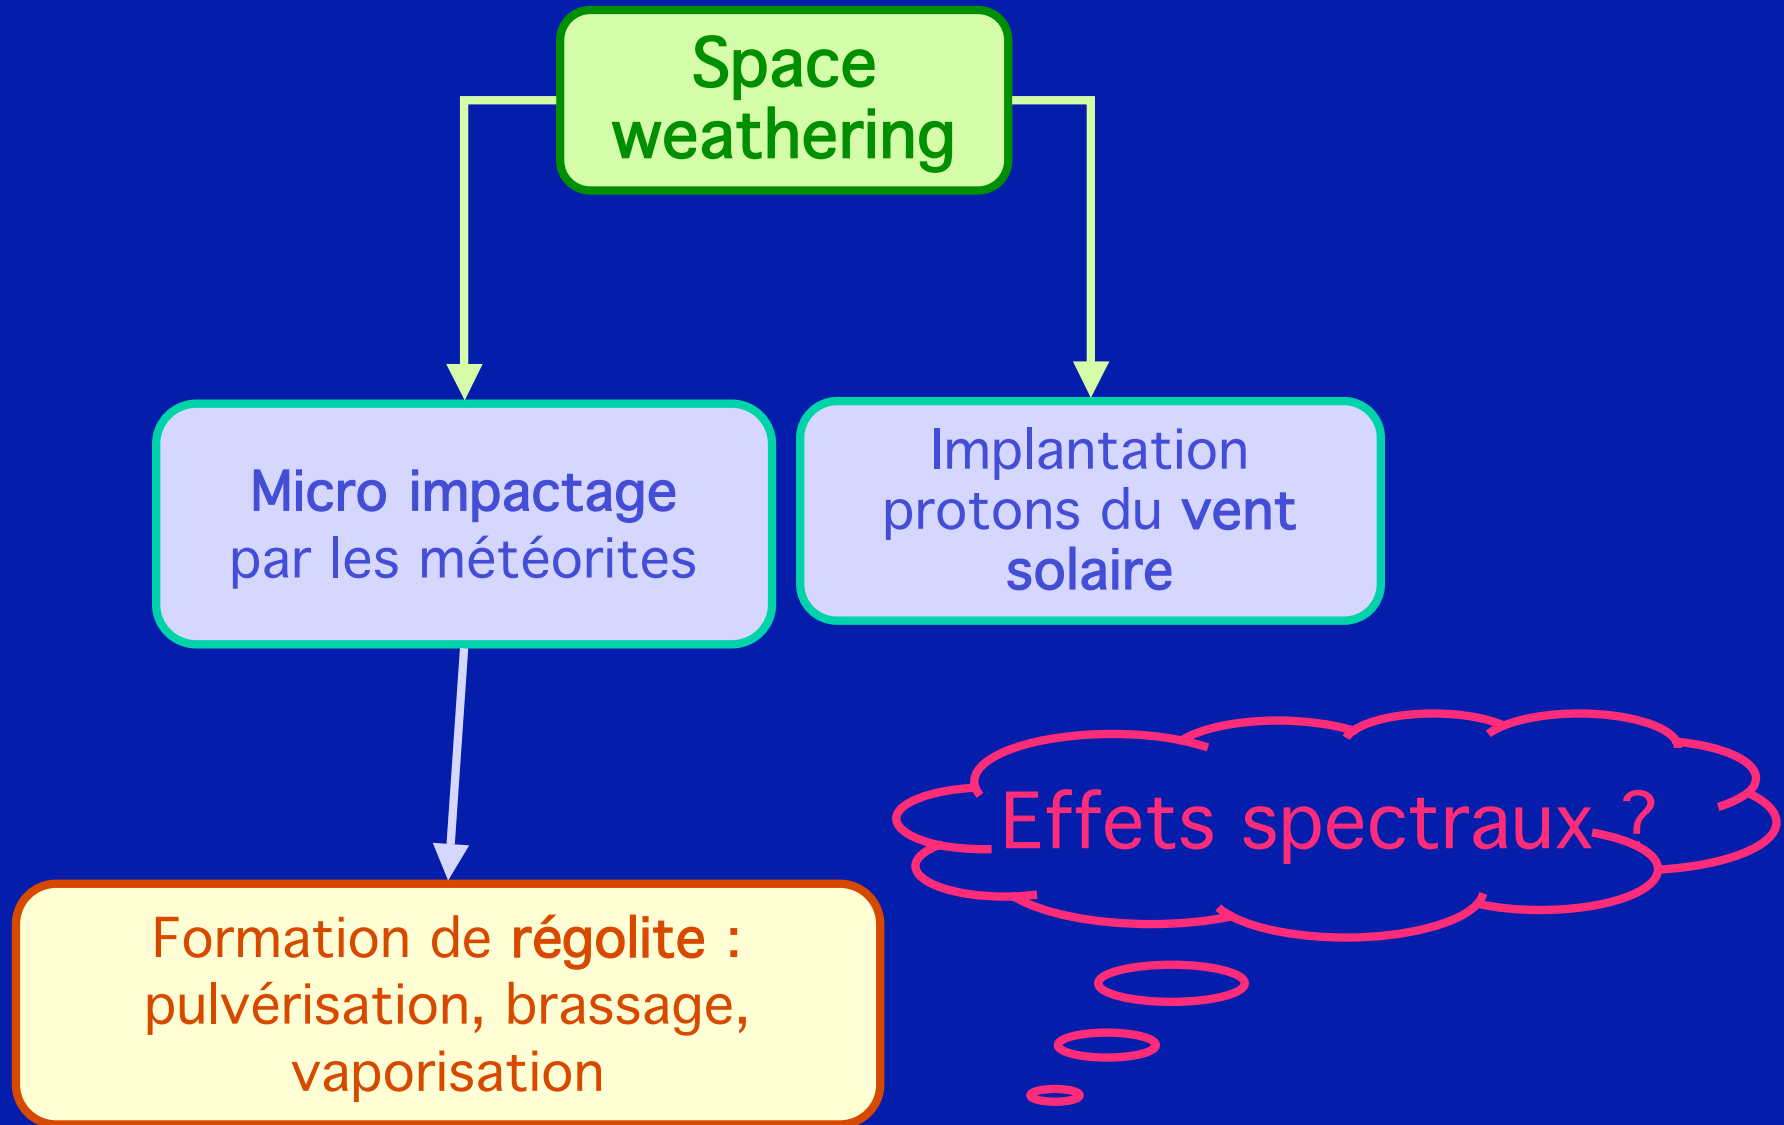 Space
weathering
Micro impactage
par les météorites
Implantation
protons du vent
solaire
Effets spectraux ?
Formation de régolite :
pulvérisation, brassage,
vaporisation